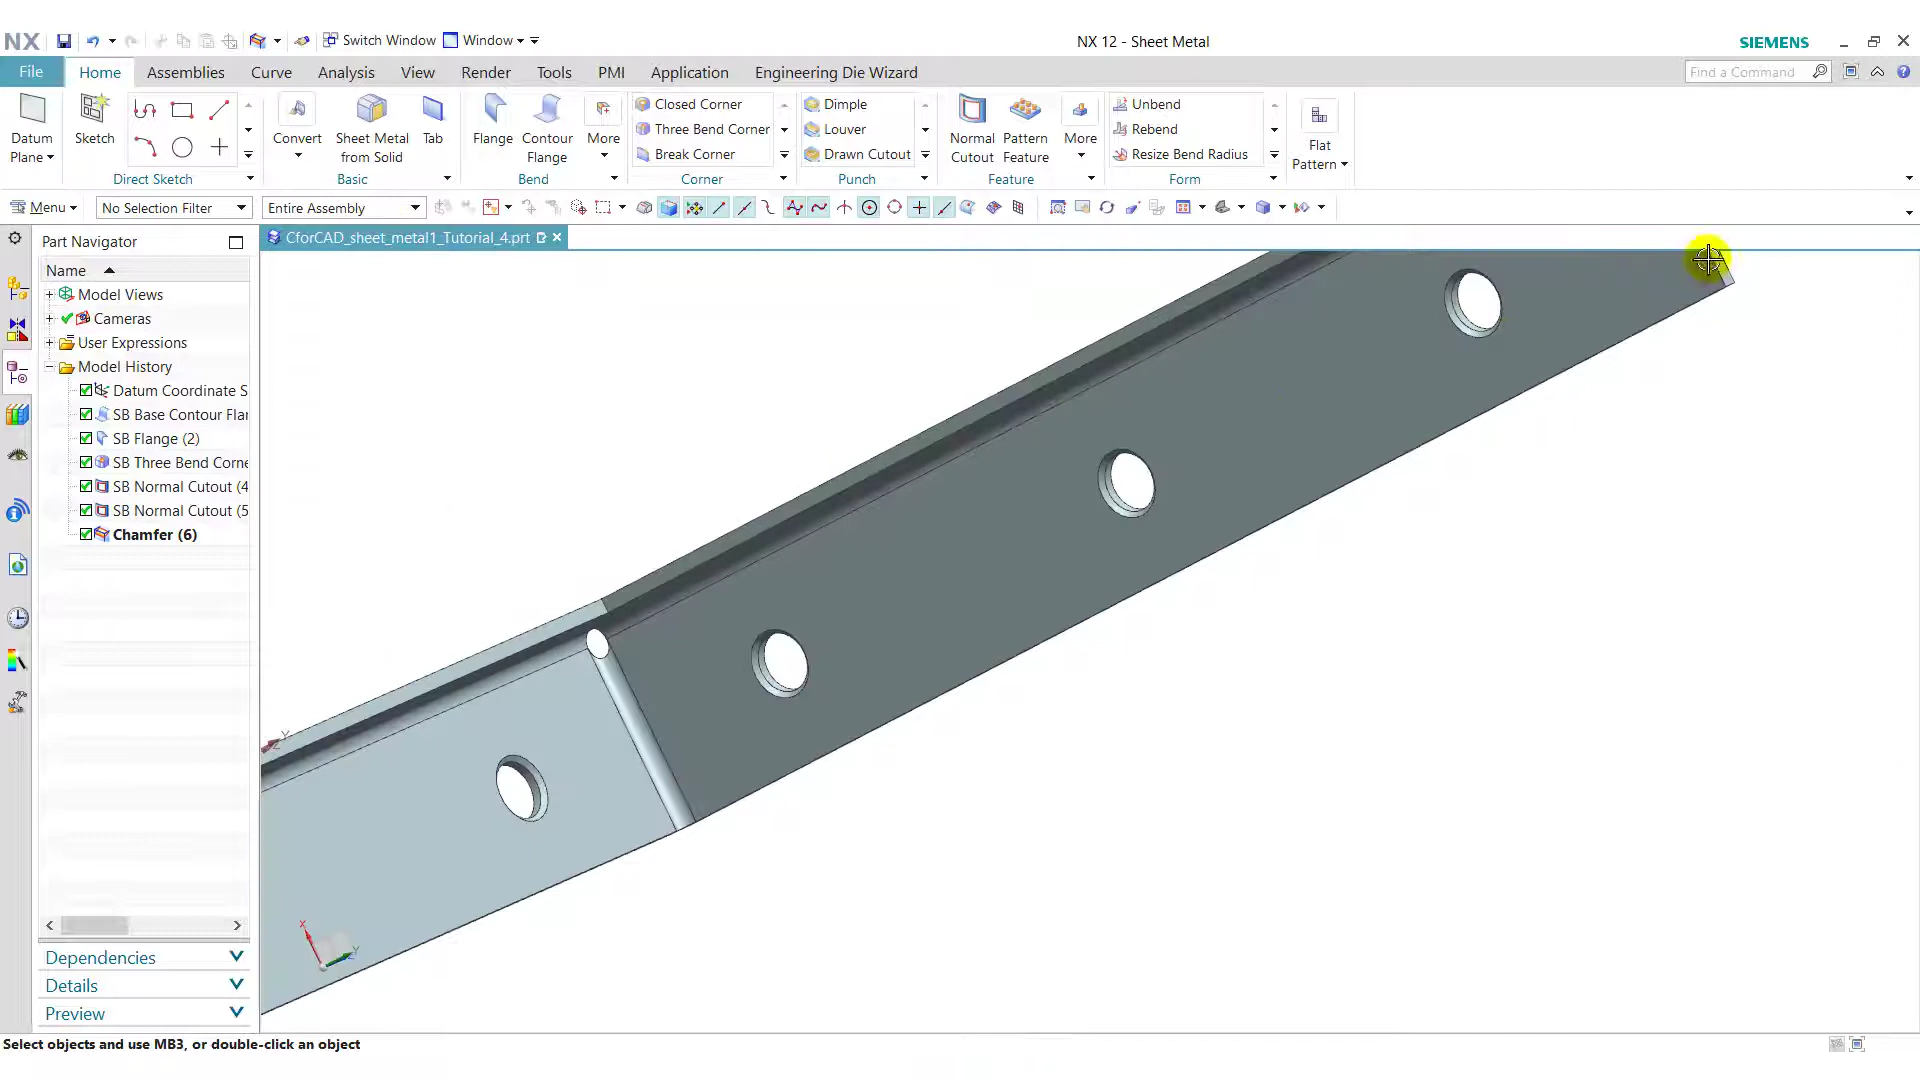 NX
Switch Window
Window
NX 12 - Sheet Metal
SIEMENS
File
Home
Assemblies
Curve
Analysis
View
Render
Tools
PMI
Application
Engineering Die Wizard
Find a Command
Datum
Plane
Sketch
Direct Sketch
Convert
Sheet Metal
from Solid
Tab
Basic
Flange
Contour
Flange
More
Bend
Closed Corner
Three Bend Corner
Break Corner
Corner
Dimple
Louver
Drawn Cutout
Punch
Normal
Cutout
Pattern
Feature
More
Feature
Unbend
Rebend
Resize Bend Radius
Form
Flat
Pattern
Menu
No Selection Filter
Entire Assembly
Part Navigator
CforCAD_sheet_metal1_Tutorial_4.prt
Name
Model Views
Cameras
User Expressions
Model History
Datum Coordinate S
SB Base Contour Flar
SB Flange (2)
SB Three Bend Corne
SB Normal Cutout (4
SB Normal Cutout (5
Chamfer (6)
Y
Z
X
Y
Dependencies
Details
Preview
Select objects and use MB3, or double-click an object